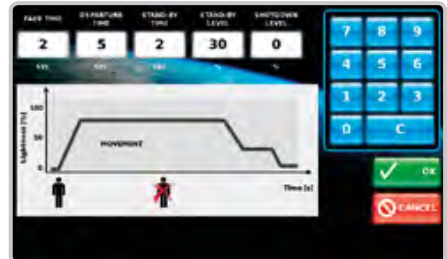 FADE TIME
DEPARTURE TIME
STAND-BY TIME
STAND-BY LEVEL
SHUTDOWN LEVEL
2
5
2
30
0
SEC
SEC
SEC
%
%
7 8 9
4 5 6
1 2 3
0 C
OK
CANCEL
100
50
0
Lightness [%]
MOVEMENT
Time [s]